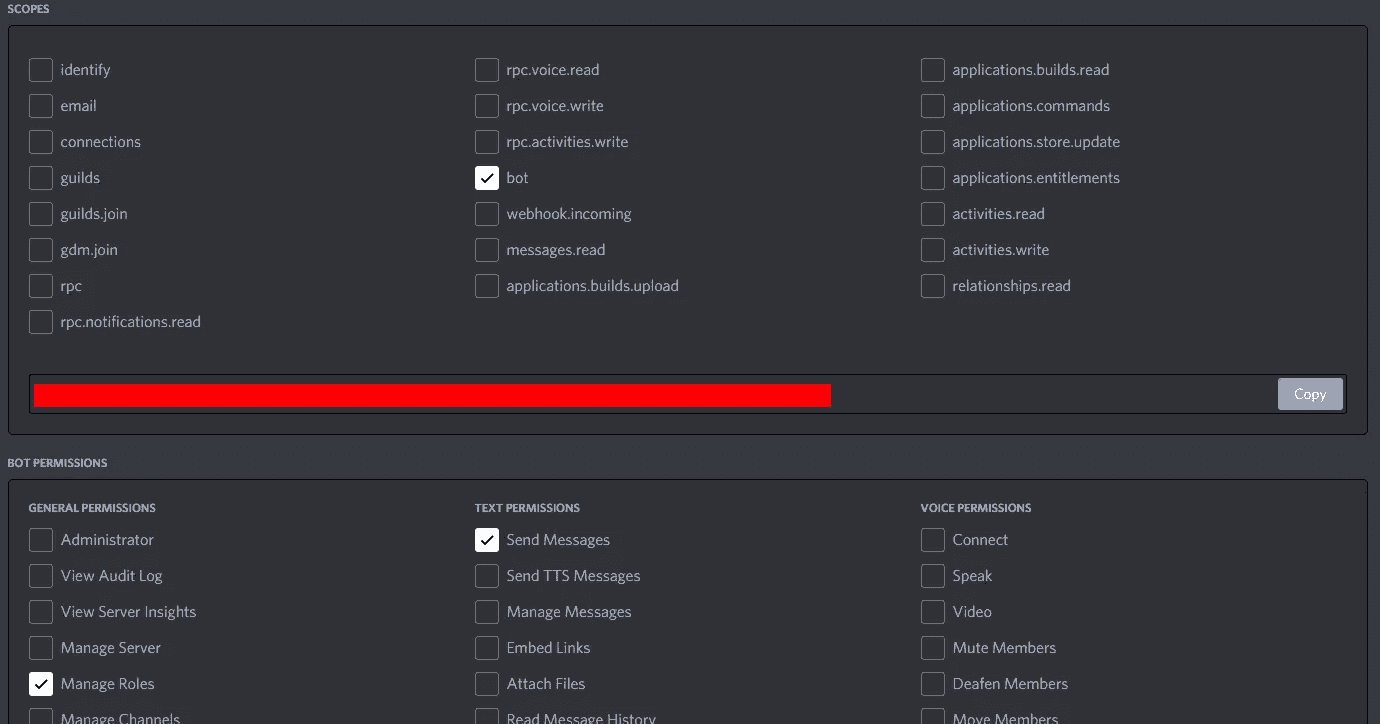 SCOPES
identify
email
connections
guilds
guilds.join
gdm.join
rpc
rpc.notifications.read
rpc.voice.read
rpc.voice.write
rpc.activities.write
bot
webhook.incoming
messages.read
applications.builds.upload
applications.builds.read
applications.commands
applications.store.update
applications.entitlements
activities.read
activities.write
relationships.read
Copy
BOT PERMISSIONS
GENERAL PERMISSIONS
Administrator
View Audit Log
View Server Insights
Manage Server
Manage Roles
Manage Channels
TEXT PERMISSIONS
Send Messages
Send TTS Messages
Manage Messages
Embed Links
Attach Files
Read Message History
VOICE PERMISSIONS
Connect
Speak
Video
Mute Members
Deafen Members
Move Members